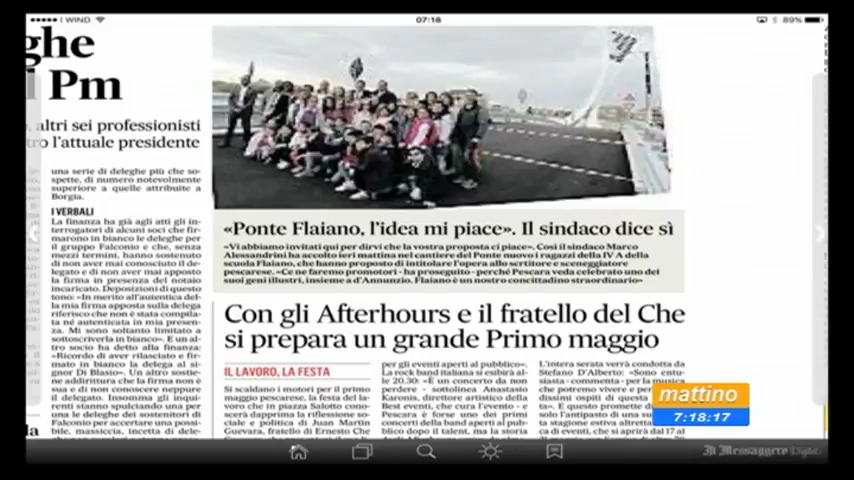 WIND
07:18
89%
ghe
i Pm
, altri sei professionisti
tro l'attuale presidente
una serie di deleghe più che so-
spette, di numero notevolmente
superiore a quelle attribuite a
Borgia.
I VERBALI
La finanza ha già agli atti gli in-
terrogatori di alcuni soci che fir-
marono in bianco le deleghe per
il gruppo Falconio e che, senza
mezzi termini, hanno sostenuto
di non aver mai conosciuto il de-
legato e di non aver mai apposto
la firma in presenza del notaio
incaricato. Deposizioni di questo
tono: «In merito all'autentica del-
la mia firma apposta sulla delega
riferisco che non è stata compila-
ta né autenticata in mia presen-
za. Mi sono soltanto limitato a
sottoscriverla in bianco». E un al-
tro socio ha detto alla finanza:
«Ricordo di aver rilasciato e fir-
mato in bianco la delega al si-
gnor Di Blasio». Un altro sostie-
ne addirittura che la firma non è
sua e di non conoscere neppure
il delegato. Insomma gli inqui-
renti stanno spulciando una per
una le deleghe dei sostenitori di
Falconio per accertare una possi-
bile, massiccia, incetta di dele-
«Ponte Flaiano, l'idea mi piace». Il sindaco dice sì
«Vi abbiamo invitati qui per dirvi che la vostra proposta ci piace». Così il sindaco Marco
Alessandrini ha accolto ieri mattina nel cantiere del Ponte nuovo i ragazzi della IV A della
scuola Flaiano, che hanno proposto di intitolare l'opera allo scrittore e sceneggiatore
pescarese. «Ce ne faremo promotori - ha proseguito - perché Pescara veda celebrato uno dei
suoi geni illustri, insieme a d'Annunzio. Flaiano è un nostro concittadino straordinario»
Con gli Afterhours e il fratello del Che
si prepara un grande Primo maggio
IL LAVORO, LA FESTA
Si scaldano i motori per il primo
maggio pescarese, la festa del la-
voro che in piazza Salotto cono-
scerà dapprima la riflessione so-
ciale e politica di Juan Martin
Guevara, fratello di Ernesto Che
per gli eventi aperti al pubblico».
La rock band italiana si esibirà al-
le 20.30: «È un concerto da non
perdere - sottolinea Anastasio
Karonis, direttore artistico della
Best eventi, che cura l'evento - e
Pescara è forse uno dei primi
concerti della band aperti al pub-
blico dopo il talent, ma la storia
L'intera serata verrà condotta da
Stefano D'Alberto: «Sono entu-
siasta - commenta - per la musica
che potremo vivere e per
dissimi ospiti di questa
ta». E questo promette di
solo l'antipasto di una su
ta stagione estiva altrett
ca di eventi, che si aprirà dal 17 al
mattino
7:18:17
Il Messaggero Digital